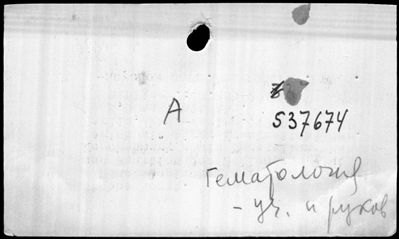 A
537674
Гематология
- уч. и руков